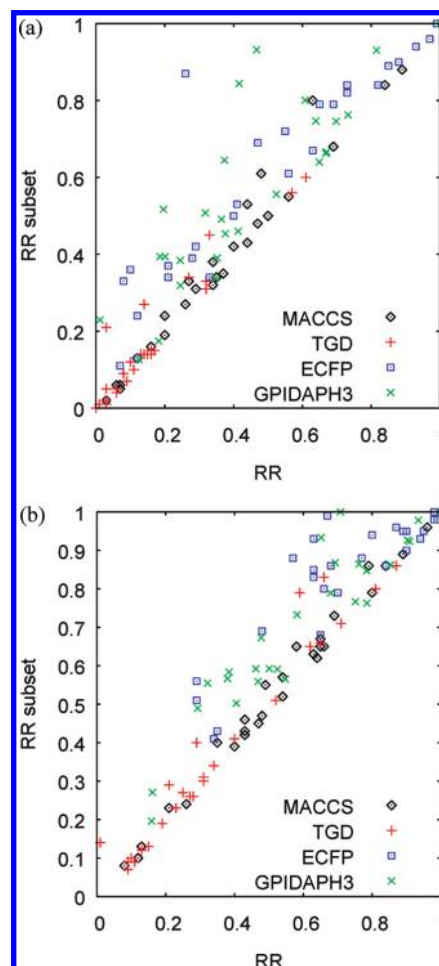 (a)
1
0.8
0.6
0.4
0.2
0
RR subset
MACCS
TGD
ECFP
GPIDAPH3
0 0.2 0.4 0.6 0.8
RR
(b)
1
0.9
0.8
0.7
0.6
0.5
0.4
0.3
0.2
0.1
0
RR subset
MACCS
TGD
ECFP
GPIDAPH3
0 0.2 0.4 0.6 0.8
RR